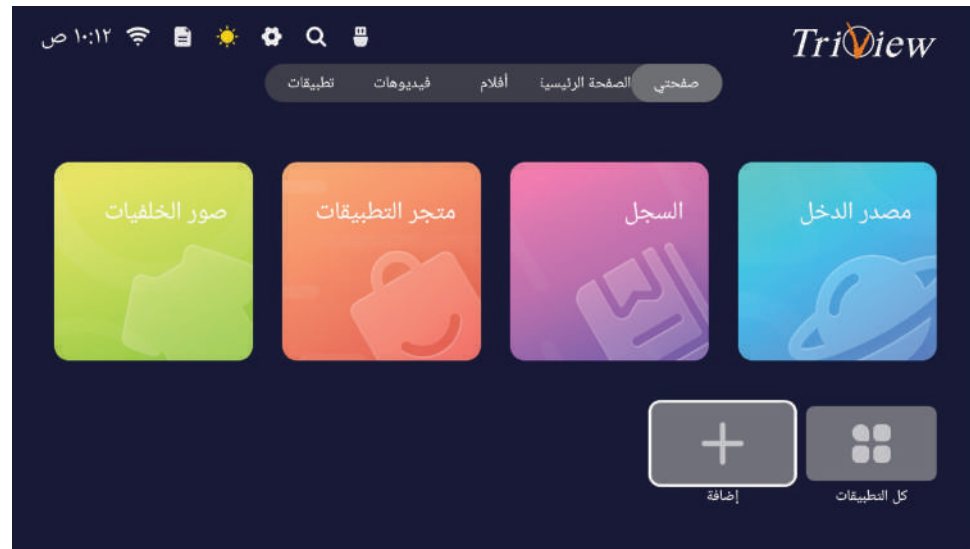 TriView
١٠:١٢ ص
صفحتي الصفحة الرئيسية أفلام فيديوهات تطبيقات
مصدر الدخل
السجل
متجر التطبيقات
صور الخلفيات
كل التطبيقات
إضافة